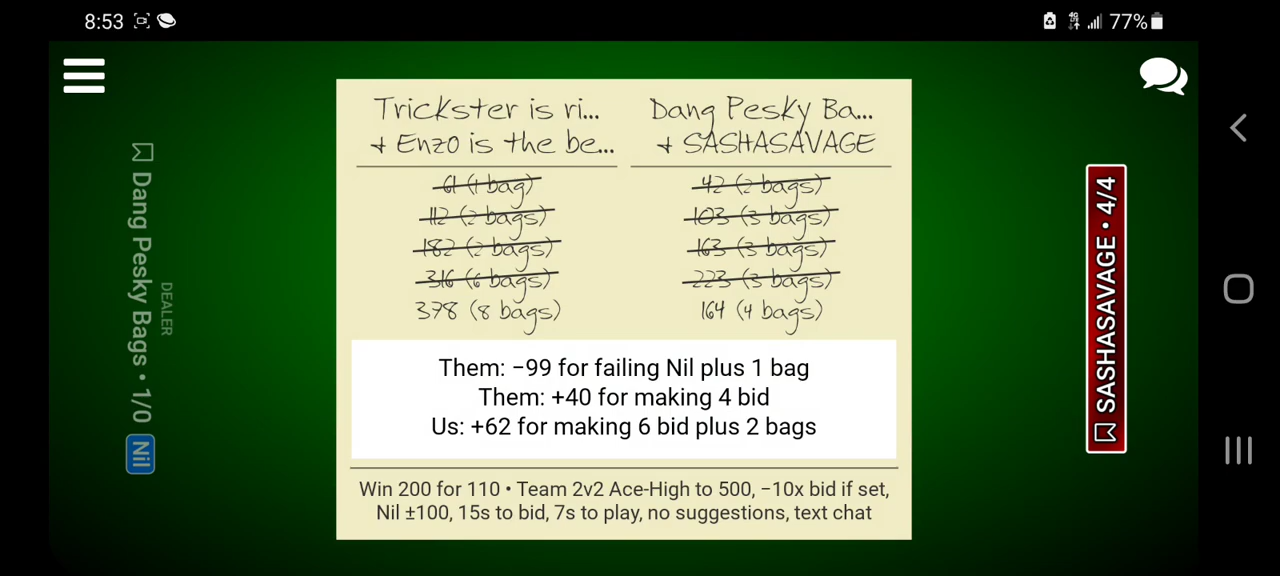 8:53
4G
77%
Trickster is ri...
+ Enzo is the be...
Dang Pesky Ba...
+ SASHASAVAGE
61 (1 bag)
112 (2 bags)
182 (2 bags)
316 (6 bags)
378 (8 bags)
42 (2 bags)
103 (3 bags)
163 (3 bags)
223 (3 bags)
164 (4 bags)
Them: −99 for failing Nil plus 1 bag
Them: +40 for making 4 bid
Us: +62 for making 6 bid plus 2 bags
Win 200 for 110 • Team 2v2 Ace-High to 500, −10x bid if set,
Nil ±100, 15s to bid, 7s to play, no suggestions, text chat
Dang Pesky Bags • 1/0 Nil
DEALER
SASHASAVAGE • 4/4